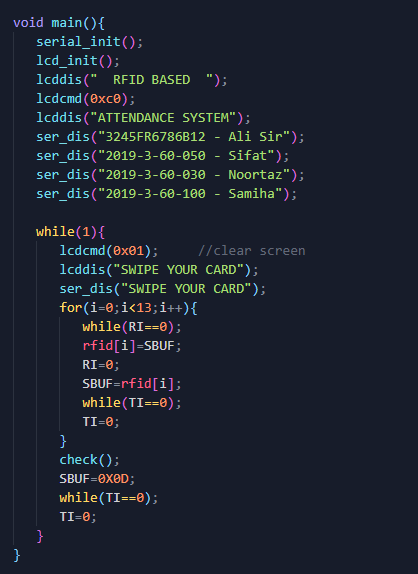 void main(){
serial_init();
lcd_init();
lcddis("  RFID BASED  ");
lcdcmd(0xc0);
lcddis("ATTENDANCE SYSTEM");
ser_dis("3245FR6786B12 - Ali Sir");
ser_dis("2019-3-60-050 - Sifat");
ser_dis("2019-3-60-030 - Noortaz");
ser_dis("2019-3-60-100 - Samiha");
while(1){
lcdcmd(0x01);     //clear screen
lcddis("SWIPE YOUR CARD");
ser_dis("SWIPE YOUR CARD");
for(i=0;i<13;i++){
while(RI==0);
rfid[i]=SBUF;
RI=0;
SBUF=rfid[i];
while(TI==0);
TI=0;
}
check();
SBUF=0X0D;
while(TI==0);
TI=0;
}
}